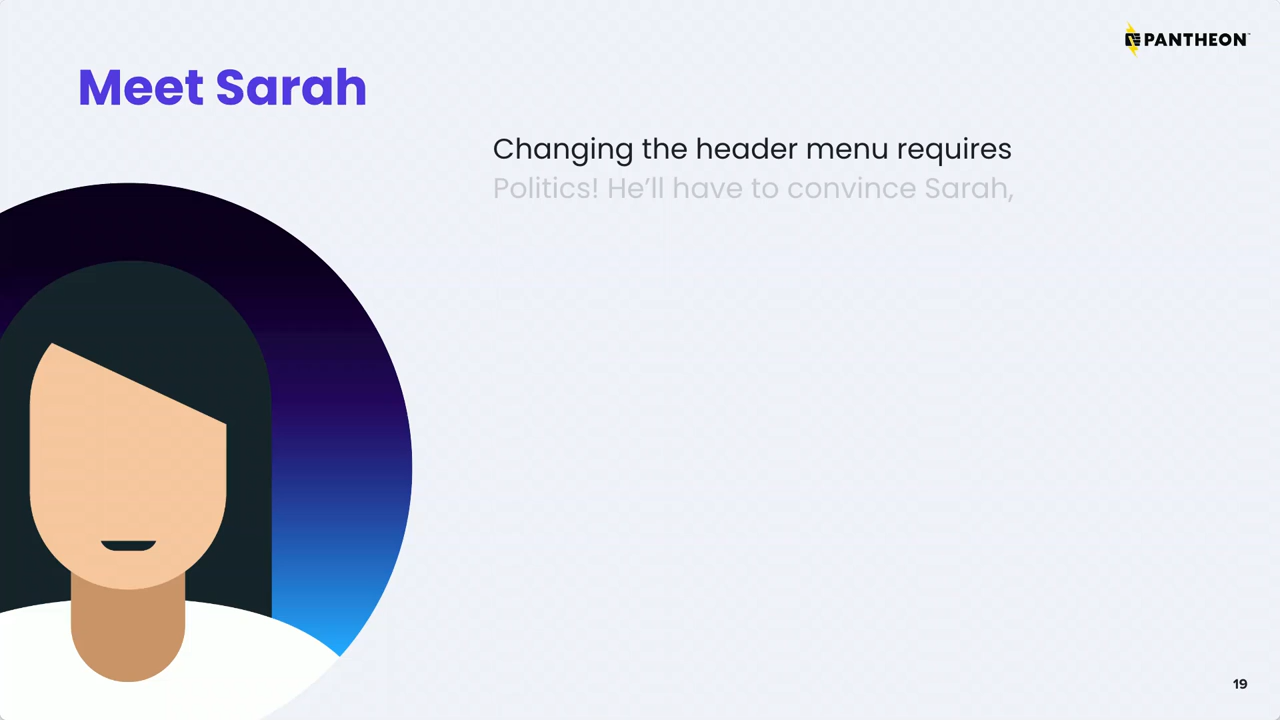 PANTHEON
Meet Sarah
Changing the header menu requires
Politics! He’ll have to convince Sarah,
19